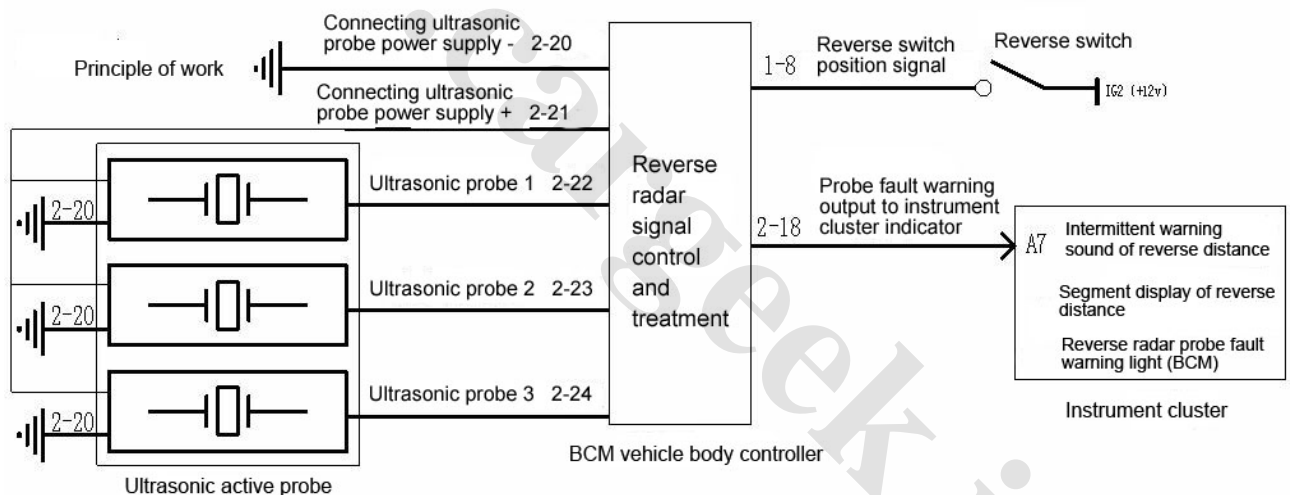 Connecting ultrasonic
probe power supply - 2-20
Principle of work
Connecting ultrasonic
probe power supply + 2-21
2-20
Ultrasonic probe 1 2-22
2-20
Ultrasonic probe 2 2-23
2-20
Ultrasonic probe 3 2-24
Ultrasonic active probe
Reverse
radar
signal
control
and
treatment
BCM vehicle body controller
1-8
Reverse switch
position signal
Reverse switch
IG2 (+12v)
2-18
Probe fault warning
output to instrument
cluster indicator
A7
Intermittent warning
sound of reverse distance
Segment display of reverse
distance
Reverse radar probe fault
warning light (BCM)
Instrument cluster